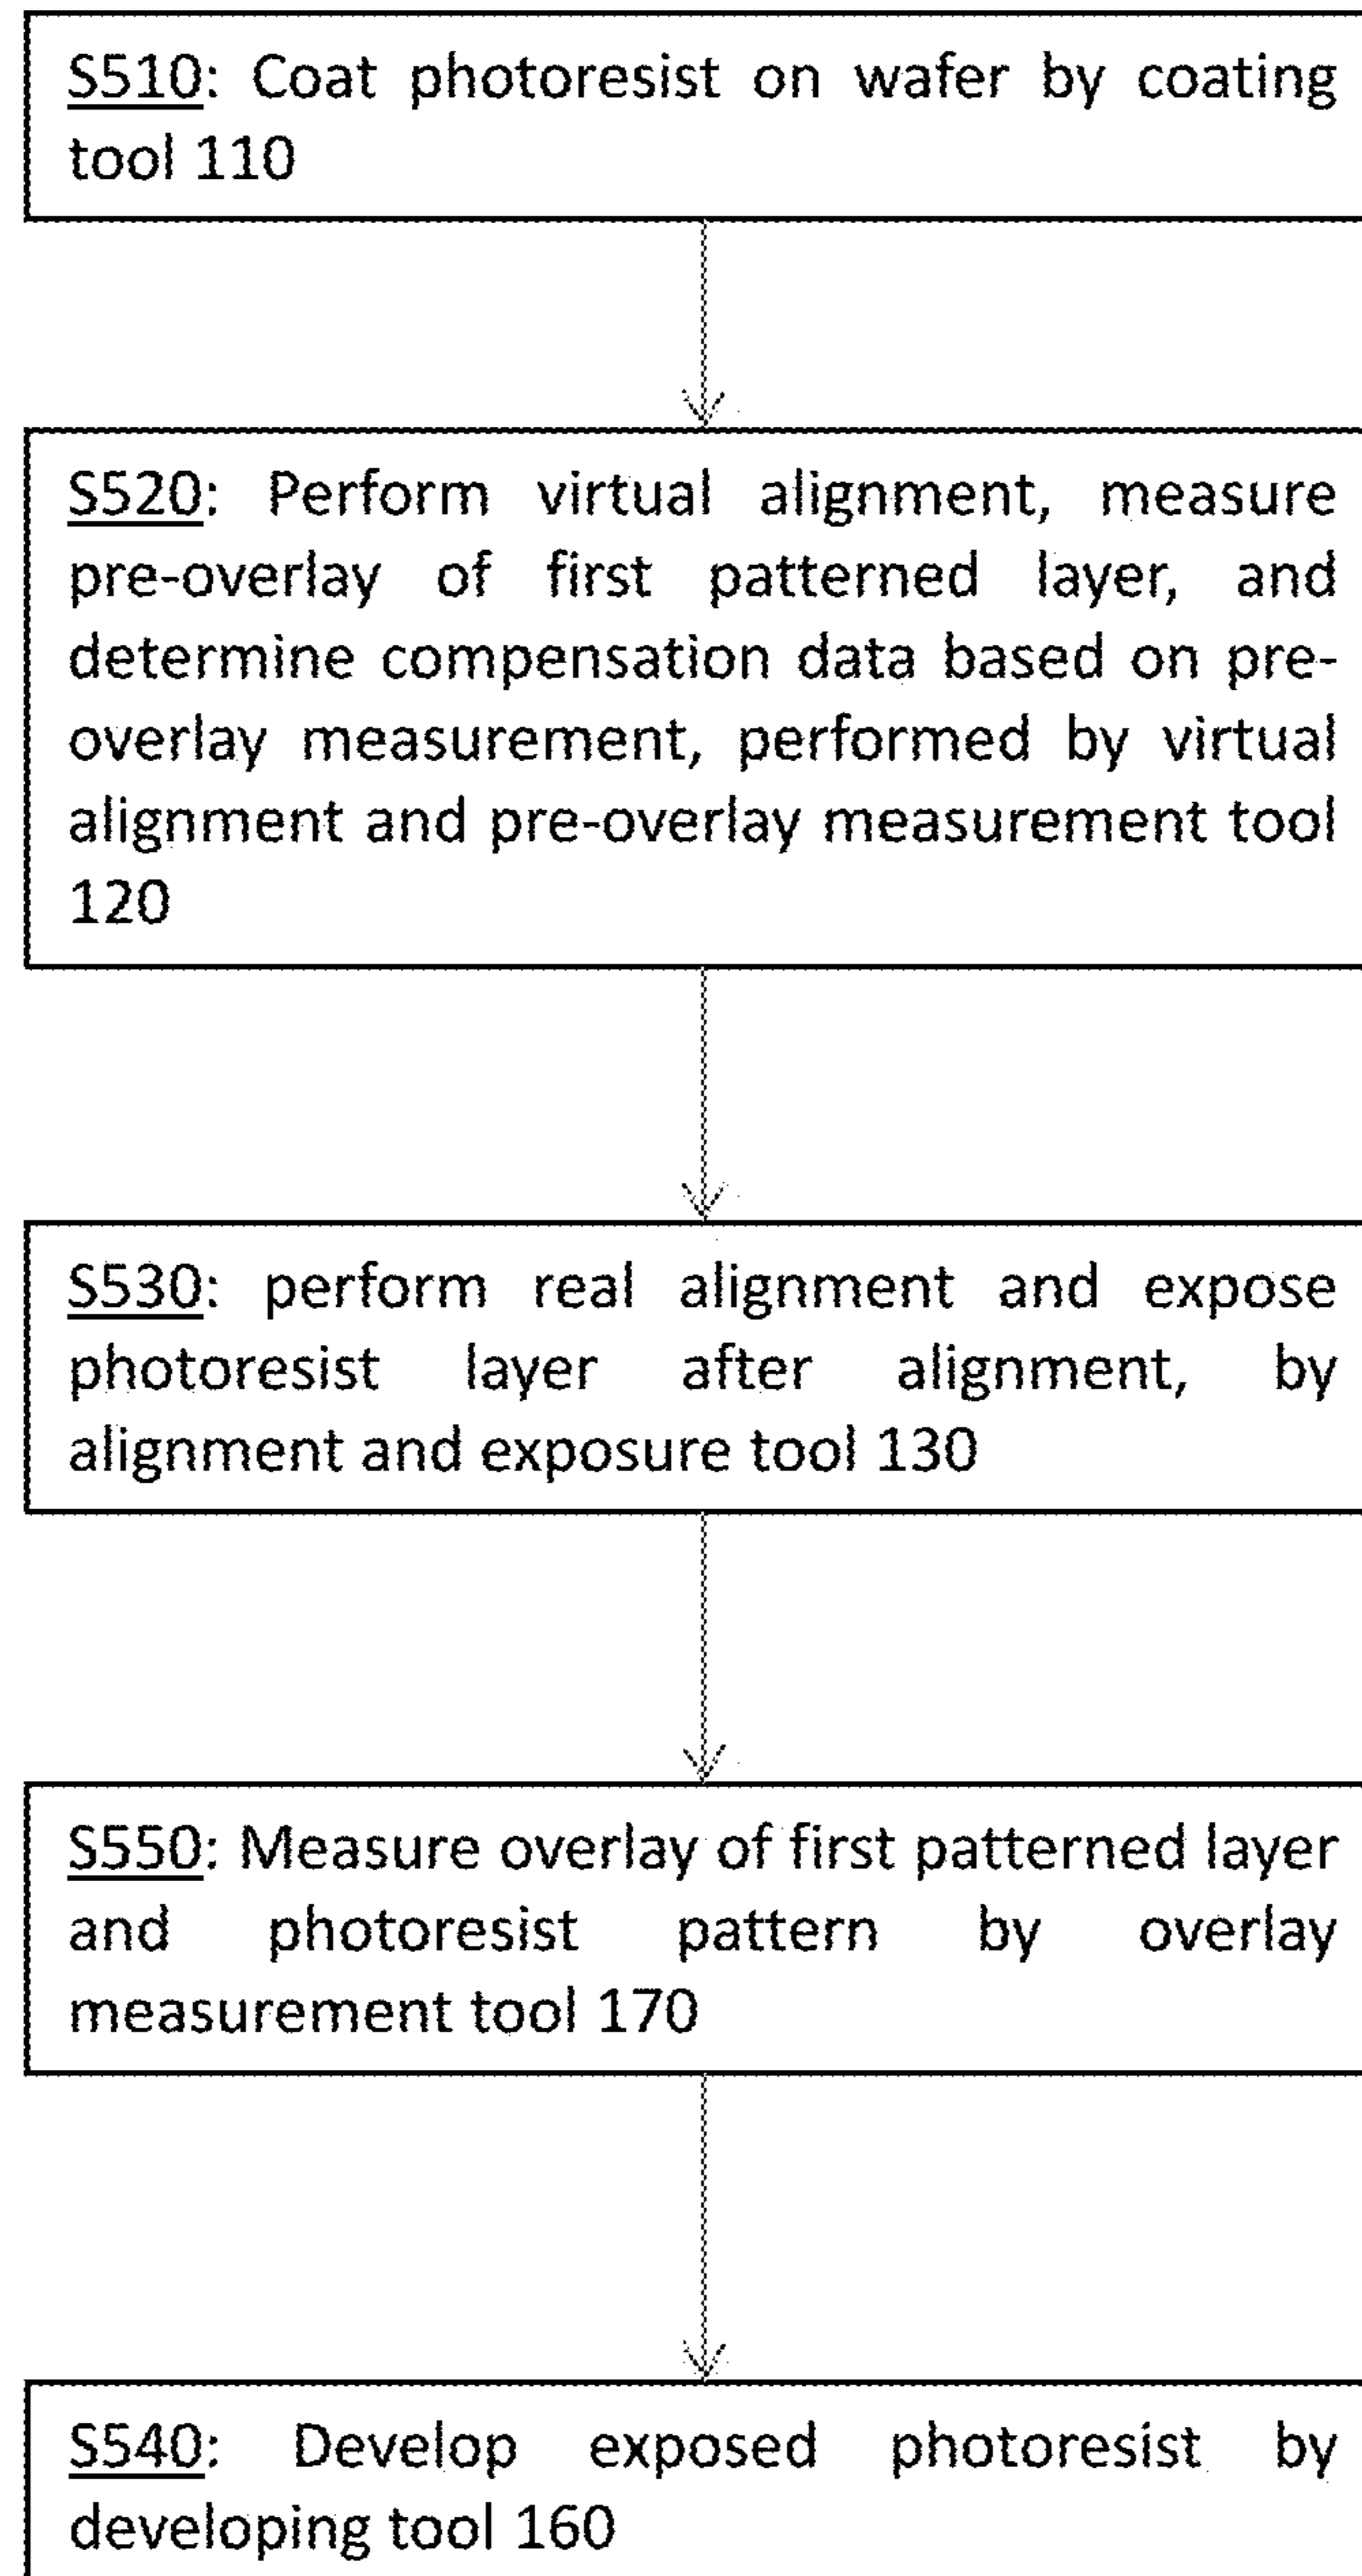 S510: Coat photoresist on wafer by coating
tool 110
S520: Perform virtual alignment, measure
pre-overlay of first patterned layer, and
determine compensation data based on pre-
overlay measurement, performed by virtual
alignment and pre-overlay measurement tool
120
S530: perform real alignment and expose
photoresist layer after alignment, by
alignment and exposure tool 130
S550: Measure overlay of first patterned layer
and photoresist pattern by overlay
measurement tool 170
S540: Develop exposed photoresist by
developing tool 160